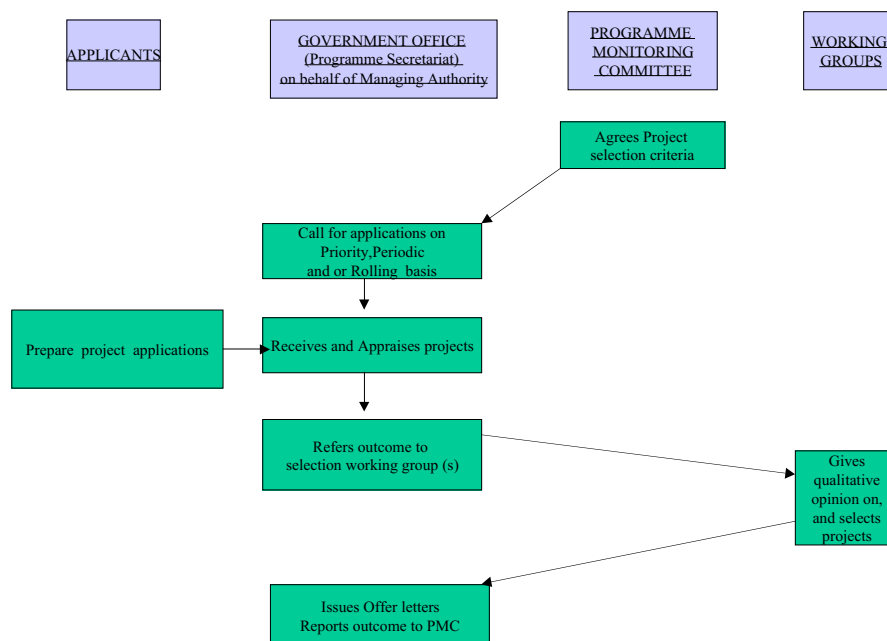 APPLICANTS
GOVERNMENT OFFICE
(Programme Secretariat)
on behalf of Managing Authority
PROGRAMME
MONITORING
COMMITTEE
WORKING
GROUPS
Agrees Project
selection criteria
Call for applications on
Priority,Periodic
and or Rolling basis
Prepare project applications
Receives and Appraises projects
Refers outcome to
selection working group (s)
Gives
qualitative
opinion on,
and selects
projects
Issues Offer letters
Reports outcome to PMC